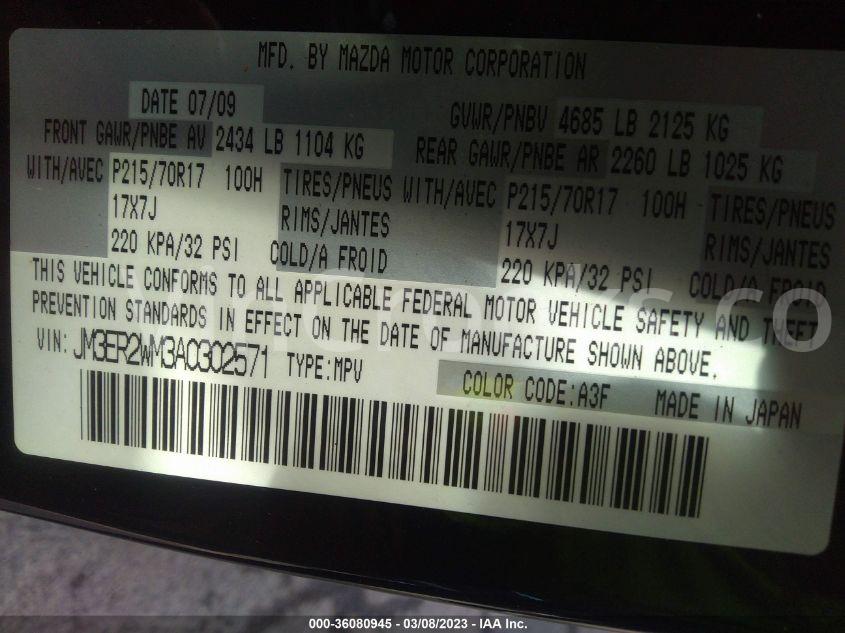 MFD. BY MAZDA MOTOR CORPORATION
DATE 07/09 GVWR/PNBV 4685 LB 2125 KG
FRONT GAWR/PNBE AV 2434 LB 1104 KG REAR GAWR/PNBE AR 2260 LB 1025 KG
WITH/AVEC P215/70R17 100H TIRES/PNEUS WITH/AVEC P215/70R17 100H TIRES/PNEUS
17X7J RIMS/JANTES 17X7J RIMS/JANTES
220 KPA/32 PSI COLD/A FROID 220 KPA/32 PSI COLD/A FROID
THIS VEHICLE CONFORMS TO ALL APPLICABLE FEDERAL MOTOR VEHICLE SAFETY AND THEFT
PREVENTION STANDARDS IN EFFECT ON THE DATE OF MANUFACTURE SHOWN ABOVE.
VIN: JM3ER2WM3A0302571 TYPE:MPV COLOR CODE:A3F MADE IN JAPAN
000-36080945 - 03/08/2023 - IAA Inc.